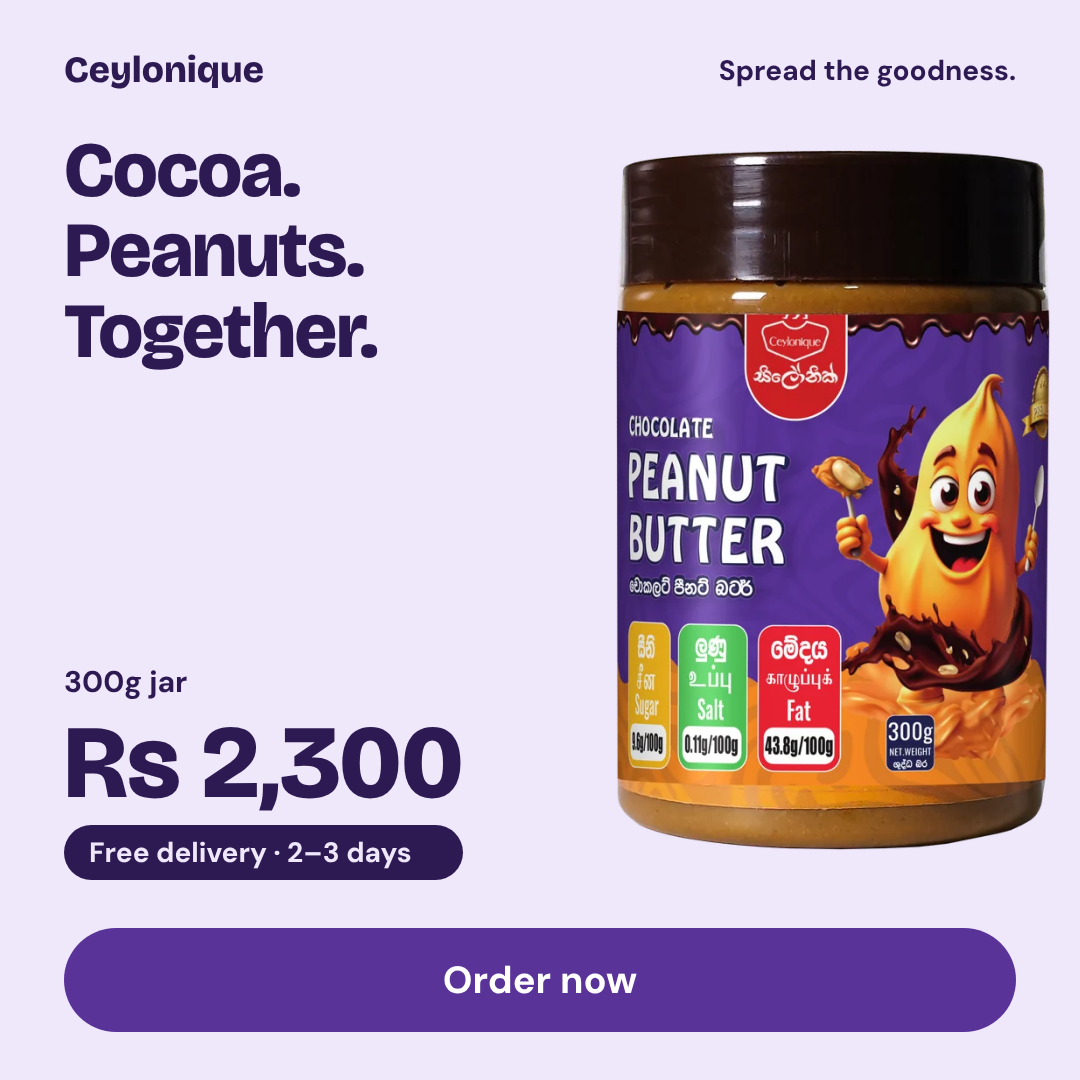 Ceylonique
Spread the goodness.
Cocoa.
Peanuts.
Together.
Ceylonique
සිලෝනික්
CHOCOLATE
PEANUT
BUTTER
චොකලට් පීනට් බටර්
සීනි
சீனி
Sugar
9.6g/100g
ලුණු
உப்பு
Salt
0.11g/100g
මේදය
காழுப்புக்
Fat
43.8g/100g
300g
NET.WEIGHT
ශුද්ධ බර
300g jar
Rs 2,300
Free delivery · 2–3 days
Order now